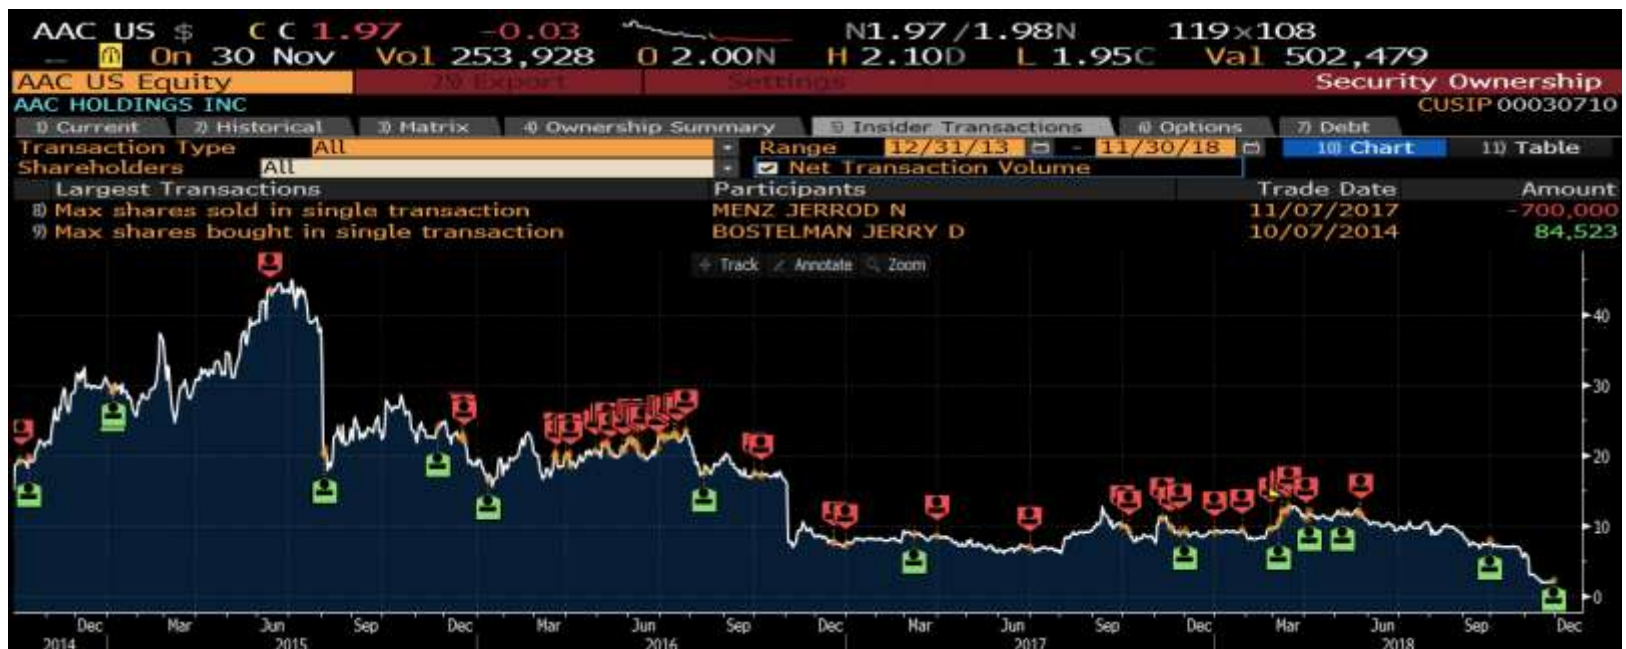 AAC US $ C C 1.97 -0.03 N1.97/1.98N 119×108
-- On 30 Nov Vol 253,928 O 2.00N H 2.10D L 1.95C Val 502,479
AAC US Equity 25) Export Settings Security Ownership
AAC HOLDINGS INC CUSIP 00030710
1) Current 2) Historical 3) Matrix 4) Ownership Summary 5) Insider Transactions 6) Options 7) Debt
Transaction Type All Range 12/31/13 - 11/30/18 10) Chart 11) Table
Shareholders All Net Transaction Volume
Largest Transactions Participants Trade Date Amount
8) Max shares sold in single transaction MENZ JERROD N 11/07/2017 -700,000
9) Max shares bought in single transaction BOSTELMAN JERRY D 10/07/2014 84,523
Track Annotate Zoom
40
30
20
10
0
Dec Mar Jun Sep Dec Mar Jun Sep Dec Mar Jun Sep Dec Mar Jun Sep Dec
2014 2015 2016 2017 2018